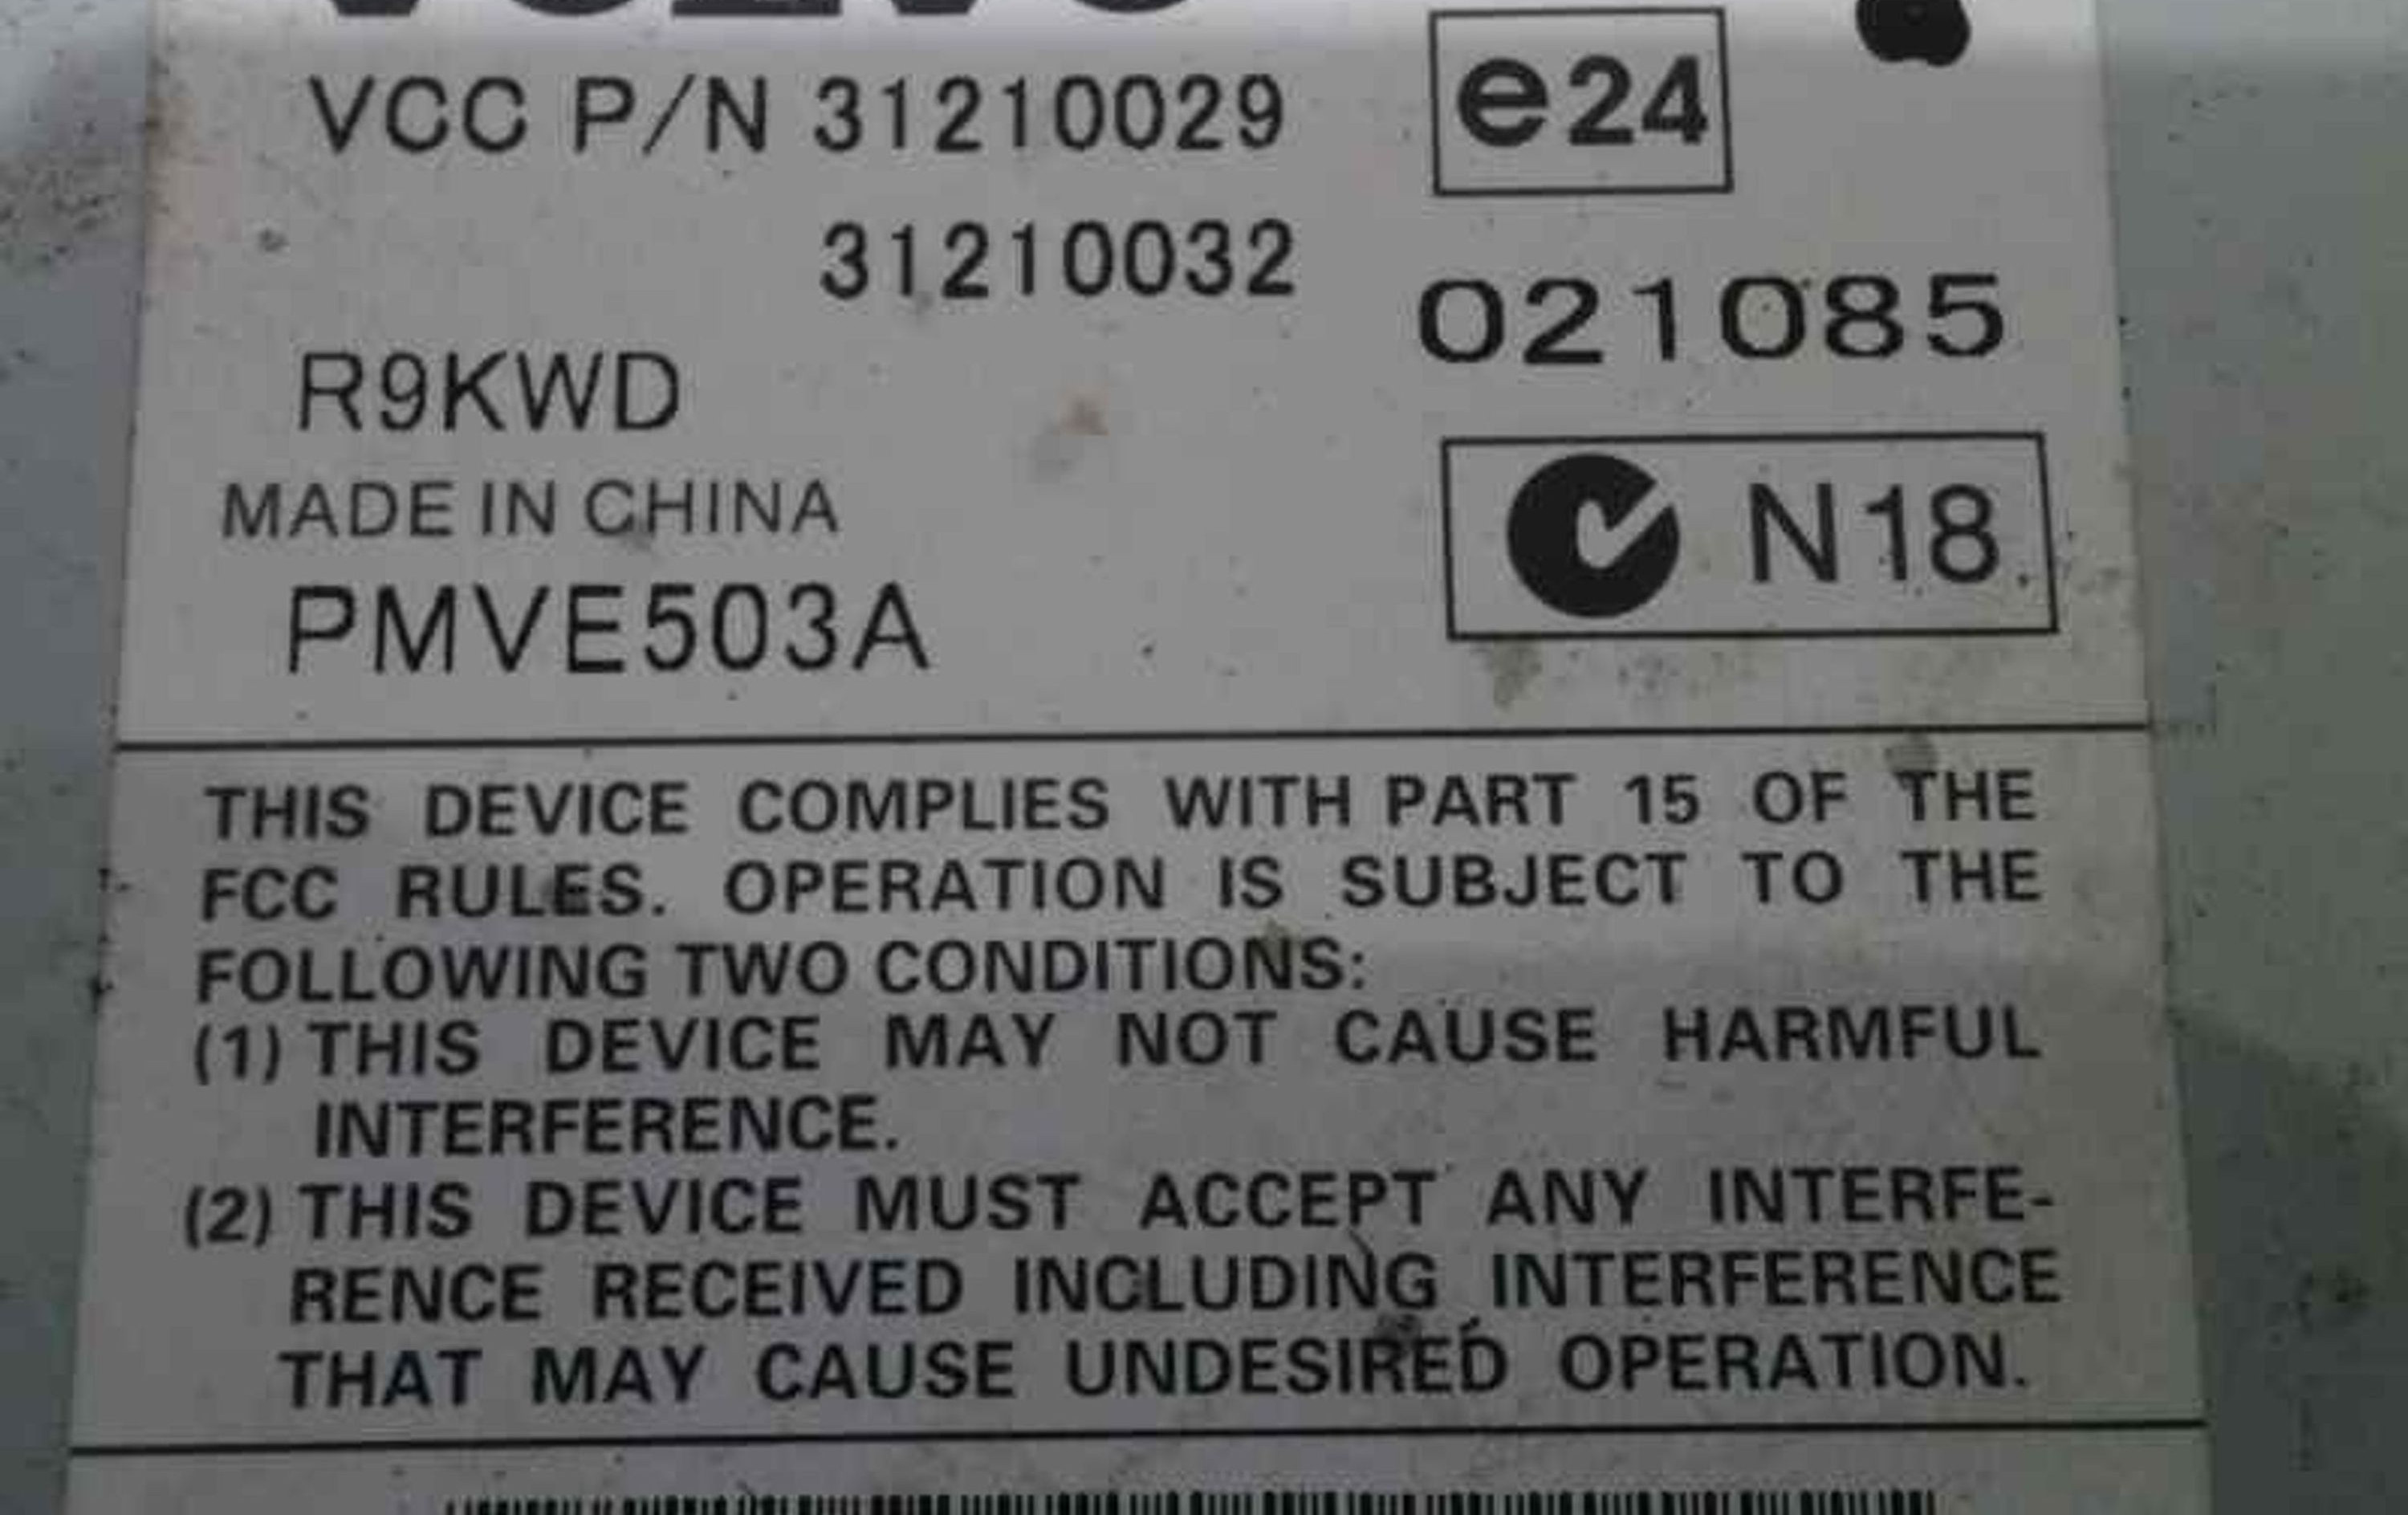 VOLVO
VCC P/N 31210029
e24
31210032
021085
R9KWD
N18
MADE IN CHINA
PMVE503A
THIS DEVICE COMPLIES WITH PART 15 OF THE
FCC RULES. OPERATION IS SUBJECT TO THE
FOLLOWING TWO CONDITIONS:
(1) THIS DEVICE MAY NOT CAUSE HARMFUL
INTERFERENCE.
(2) THIS DEVICE MUST ACCEPT ANY INTERFE-
RENCE RECEIVED INCLUDING INTERFERENCE
THAT MAY CAUSE UNDESIRED OPERATION.